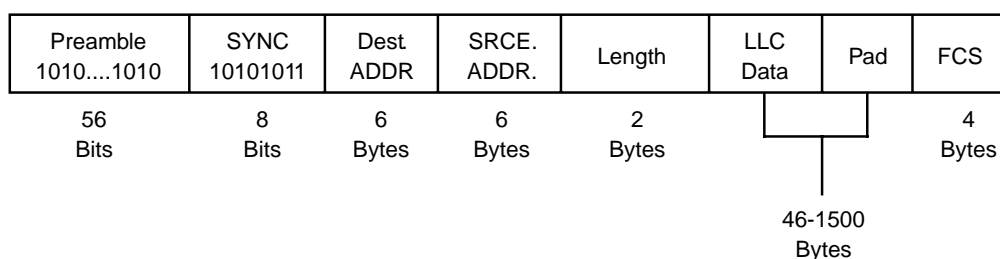 Preamble
1010....1010
SYNC
10101011
Dest.
ADDR
SRCE.
ADDR.
Length
LLC
Data
Pad
FCS
56
Bits
8
Bits
6
Bytes
6
Bytes
2
Bytes
4
Bytes
46-1500
Bytes